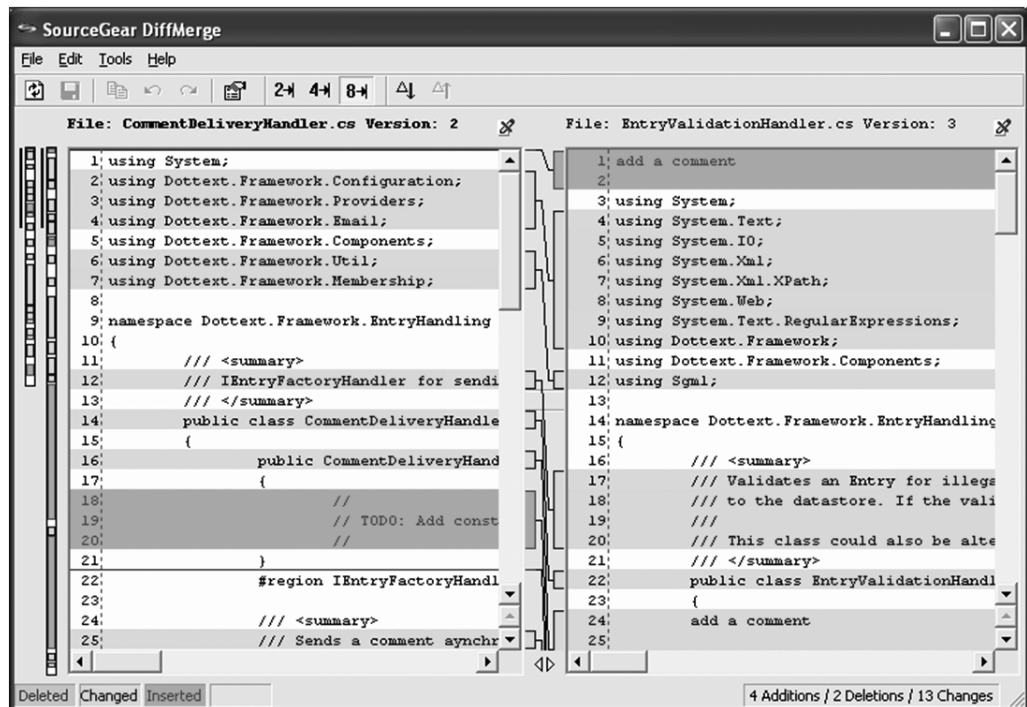 SourceGear DiffMerge
File Edit Tools Help
2 4 8
File: CommentDeliveryHandler.cs Version: 2
1 using System;
2 using Dottext.Framework.Configuration;
3 using Dottext.Framework.Providers;
4 using Dottext.Framework.Email;
5 using Dottext.Framework.Components;
6 using Dottext.Framework.Util;
7 using Dottext.Framework.Membership;
8
9 namespace Dottext.Framework.EntryHandling
10 {
11 /// <summary>
12 /// IEntryFactoryHandler for sendi
13 /// </summary>
14 public class CommentDeliveryHandle
15 {
16 public CommentDeliveryHand
17 {
18 //
19 // TODO: Add const
20 //
21 }
22 #region IEntryFactoryHandl
23
24 /// <summary>
25 /// Sends a comment aynchr
File: EntryValidationHandler.cs Version: 3
1 add a comment
2
3 using System;
4 using System.Text;
5 using System.IO;
6 using System.Xml;
7 using System.Xml.XPath;
8 using System.Web;
9 using System.Text.RegularExpressions;
10 using Dottext.Framework;
11 using Dottext.Framework.Components;
12 using Sgml;
13
14 namespace Dottext.Framework.EntryHandling
15 {
16 /// <summary>
17 /// Validates an Entry for illega
18 /// to the datastore. If the vali
19 ///
20 /// This class could also be alte
21 /// </summary>
22 public class EntryValidationHandl
23 {
24 add a comment
25
Deleted Changed Inserted
4 Additions / 2 Deletions / 13 Changes